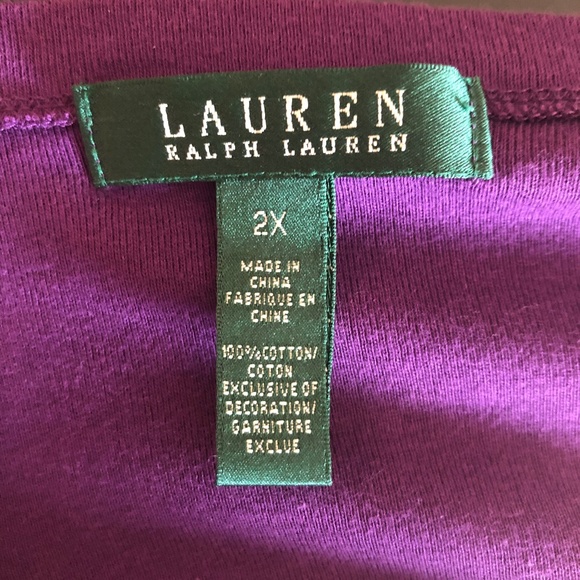 LAUREN
RALPH LAUREN
2X
MADE IN
CHINA
FABRIQUE EN
CHINE
100%COTTON/
COTON
EXCLUSIVE OF
DECORATION/
GARNITURE
EXCLUE